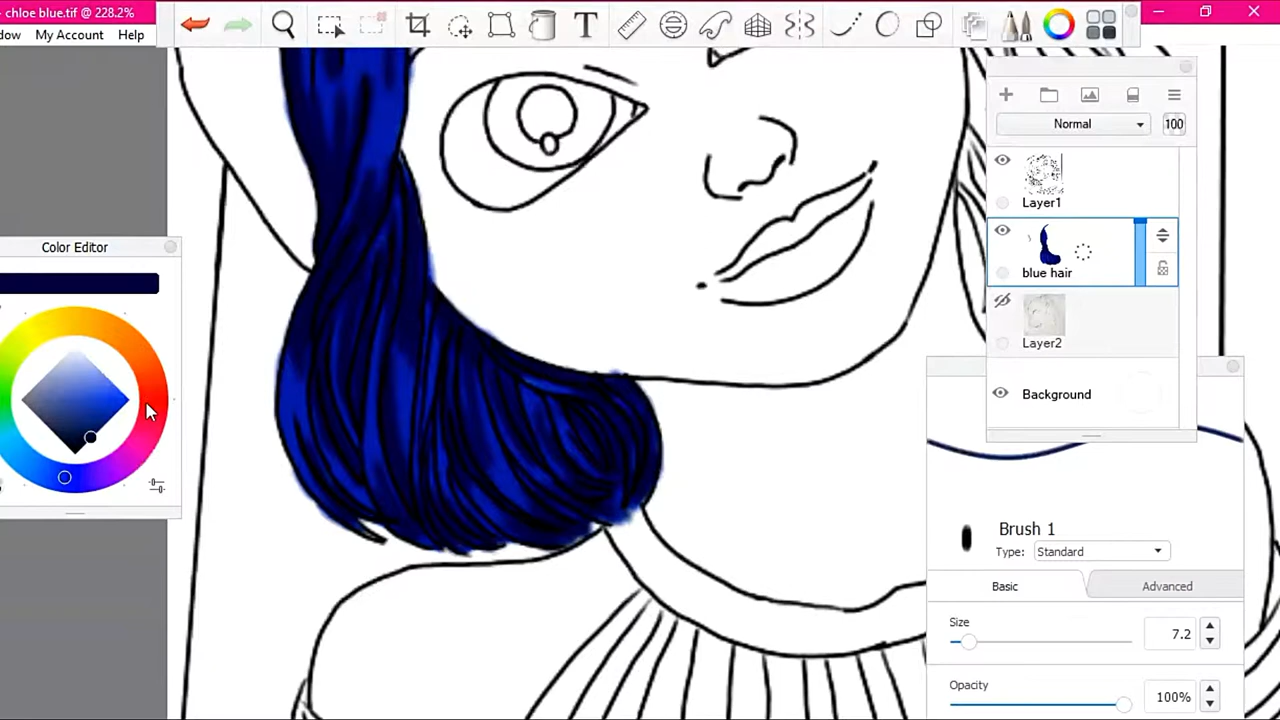 - chloe blue.tif @ 228.2%
dow My Account Help
T
Normal 100
Layer1
blue hair
Color Editor
Layer2
Background
Brush 1
Type: Standard
Basic Advanced
Size 7.2
Opacity 100%